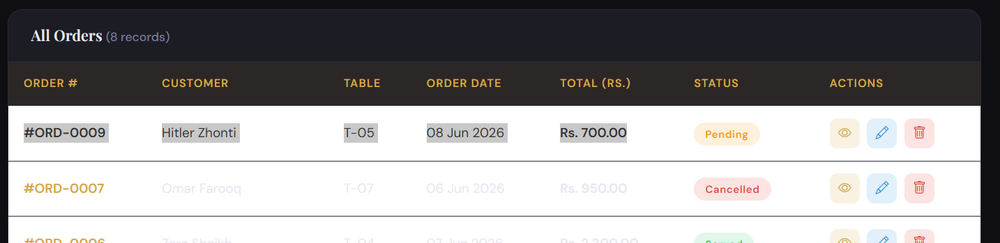 All Orders (8 records)
ORDER # CUSTOMER TABLE ORDER DATE TOTAL (RS.) STATUS ACTIONS
#ORD-0009 Hitler Zhonti T-05 08 Jun 2026 Rs. 700.00 Pending
#ORD-0007 Omar Farooq T-07 06 Jun 2026 Rs. 950.00 Cancelled
#ORD-0006 Zara Sheikh T-04 07 Jun 2026 Rs. 2,300.00 Served